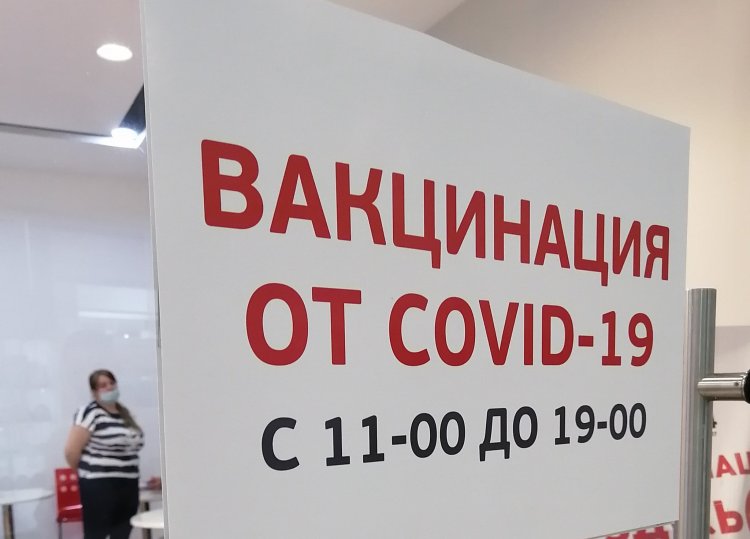 ВАКЦИНАЦИЯ
ОТ COVID-19
С 11-00 ДО 19-00